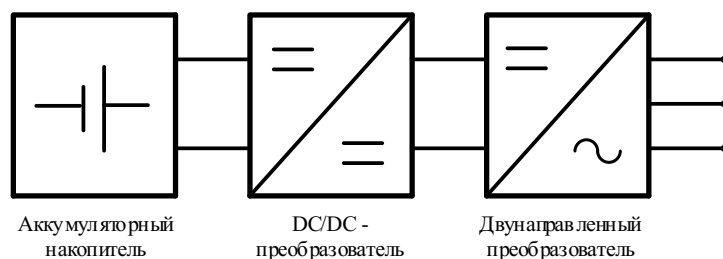 Аккумуляторный
накопитель
DC/DC -
преобразователь
Двунаправленный
преобразователь